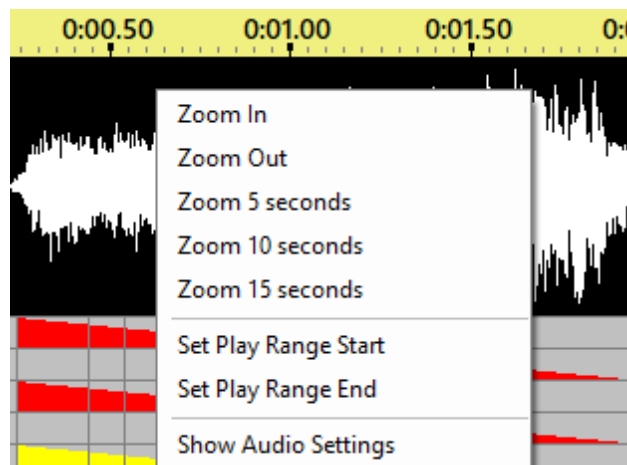 0:00.50 0:01.00 0:01.50
Zoom In
Zoom Out
Zoom 5 seconds
Zoom 10 seconds
Zoom 15 seconds
Set Play Range Start
Set Play Range End
Show Audio Settings